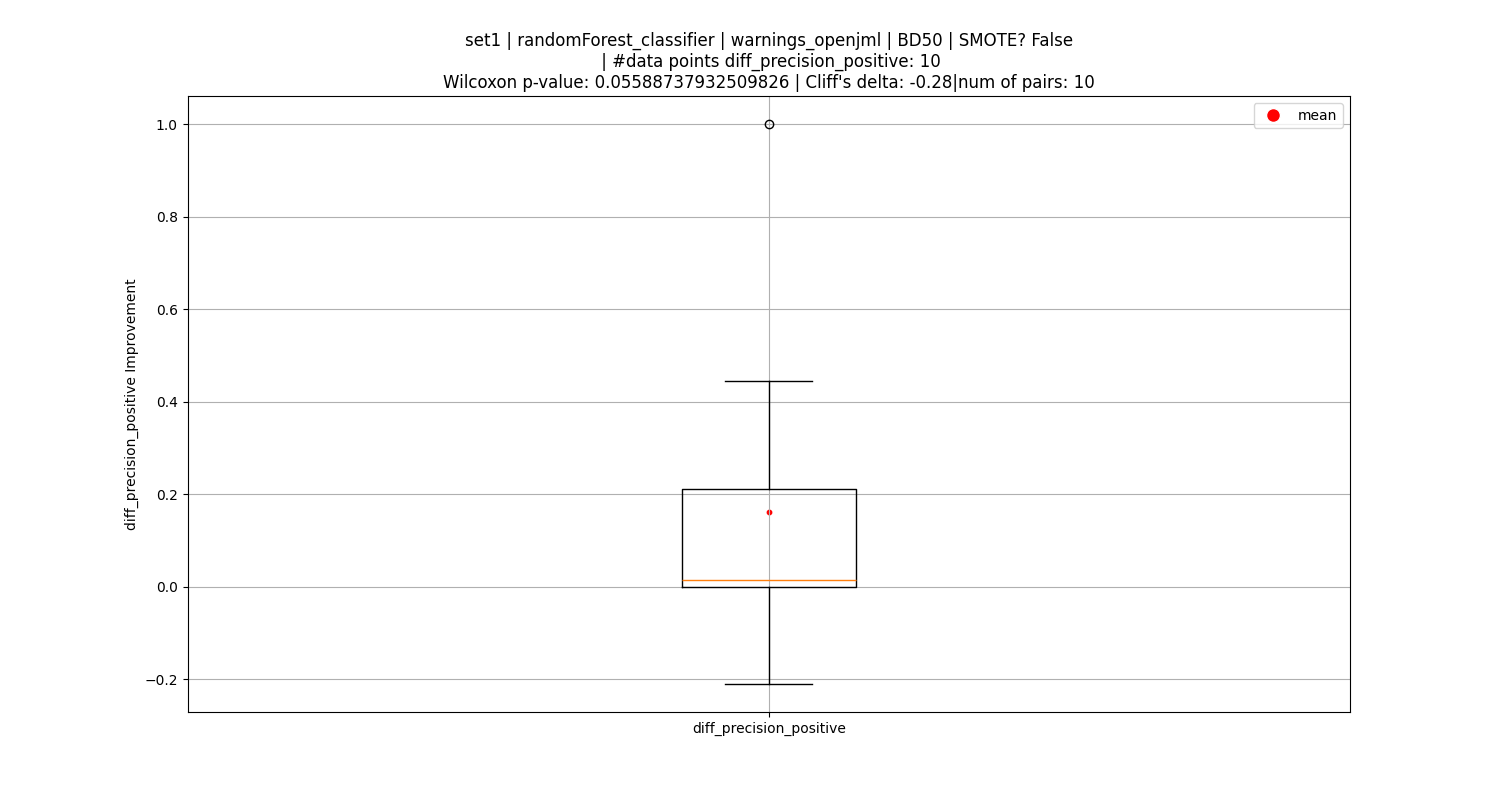 set1 | randomForest_classifier | warnings_openjml | BD50 | SMOTE? False
| #data points diff_precision_positive: 10
Wilcoxon p-value: 0.05588737932509826 | Cliff's delta: -0.28|num of pairs: 10
mean
1.0
0.8
0.6
0.4
0.2
0.0
−0.2
diff_precision_positive Improvement
diff_precision_positive